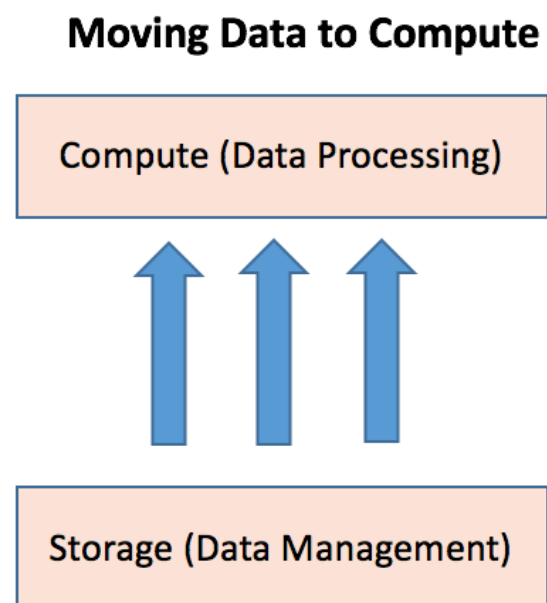 Moving Data to Compute
Compute (Data Processing)
Storage (Data Management)